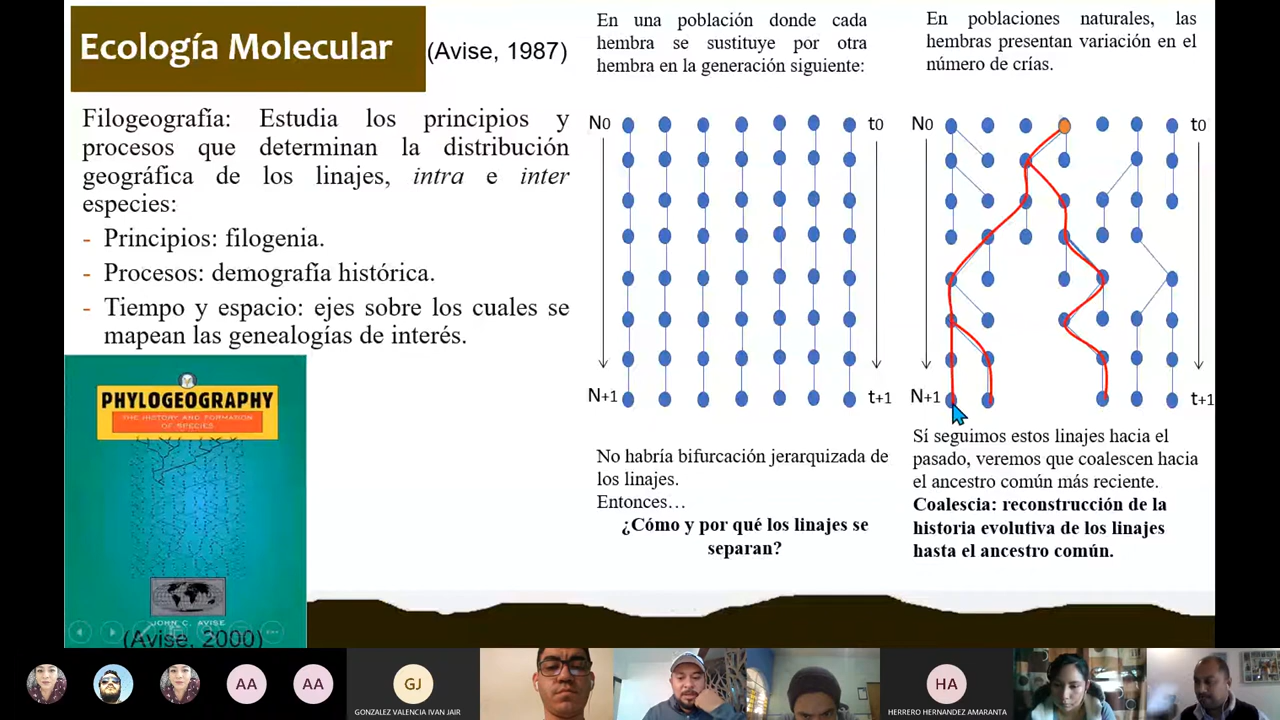 Ecología Molecular
(Avise, 1987)
Filogeografía: Estudia los principios y
procesos que determinan la distribución
geográfica de los linajes, intra e inter
especies:
- Principios: filogenia.
- Procesos: demografía histórica.
- Tiempo y espacio: ejes sobre los cuales se
mapean las genealogías de interés.
PHYLOGEOGRAPHY
THE HISTORY AND FORMATION
OF SPECIES
JOHN C. AVISE
(Avise, 2000)
En una población donde cada
hembra se sustituye por otra
hembra en la generación siguiente:
N0
t0
N+1
t+1
No habría bifurcación jerarquizada de
los linajes.
Entonces…
¿Cómo y por qué los linajes se
separan?
En poblaciones naturales, las
hembras presentan variación en el
número de crías.
N0
t0
N+1
t+1
Sí seguimos estos linajes hacia el
pasado, veremos que coalescen hacia
el ancestro común más reciente.
Coalescia: reconstrucción de la
historia evolutiva de los linajes
hasta el ancestro común.
AA
AA
GJ
GONZALEZ VALENCIA IVAN JAIR
HA
HERRERO HERNANDEZ AMARANTA